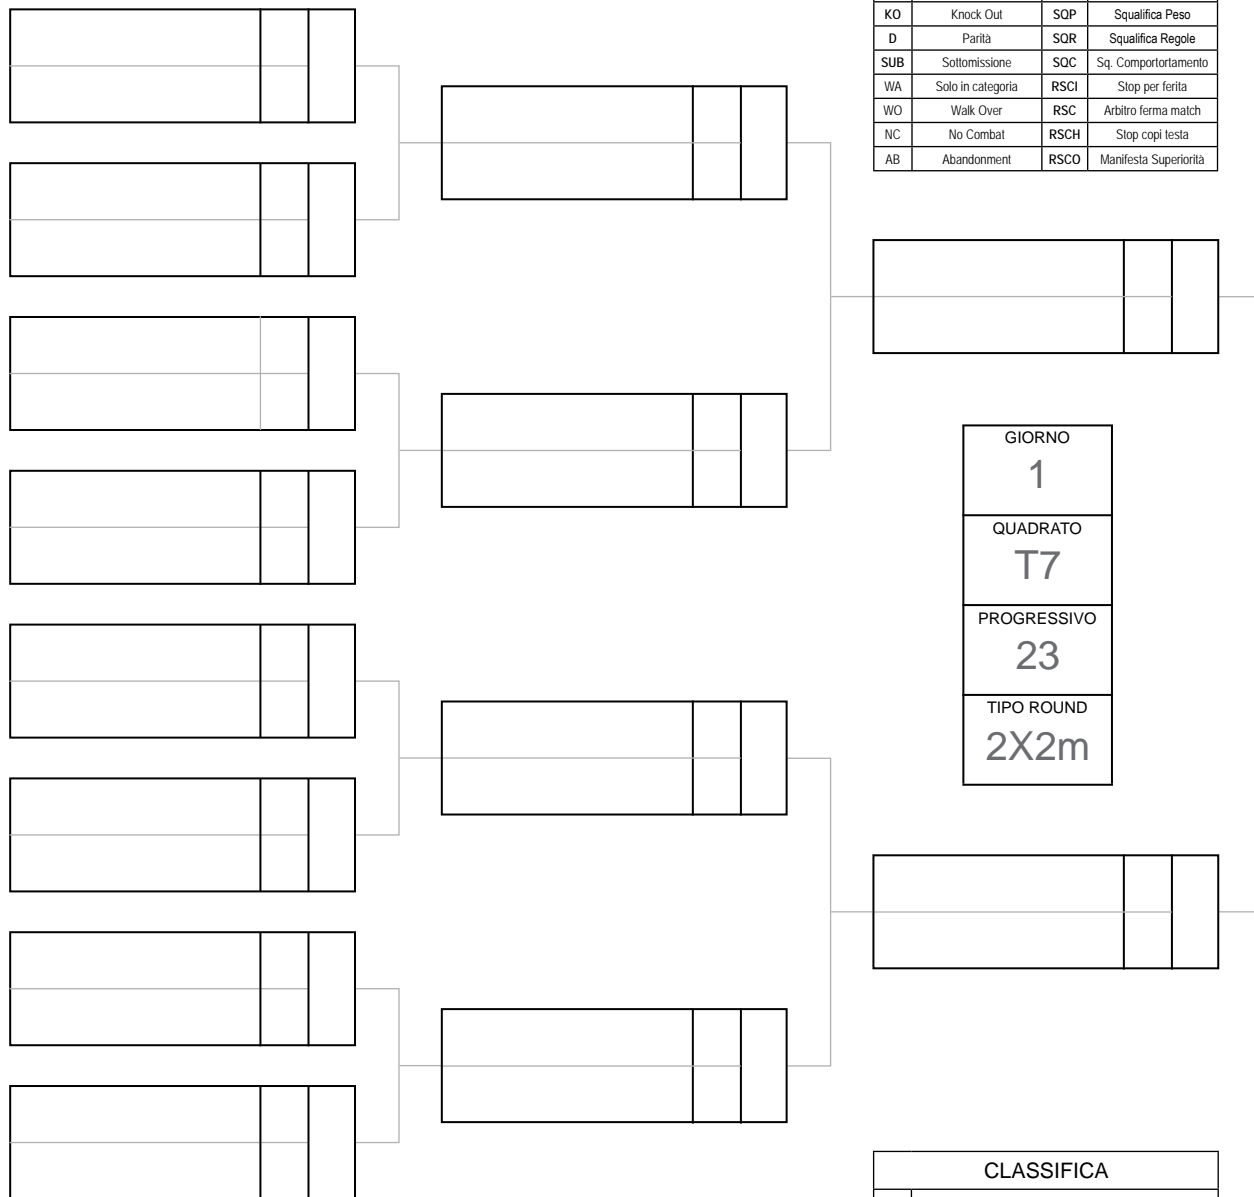 KO Knock Out SQP Squalifica Peso
D Parità SQR Squalifica Regole
SUB Sottomissione SQC Sq. Comportortamento
WA Solo in categoria RSCI Stop per ferita
WO Walk Over RSC Arbitro ferma match
NC No Combat RSCH Stop copi testa
AB Abandonment RSCO Manifesta Superiorità
GIORNO
1
QUADRATO
T7
PROGRESSIVO
23
TIPO ROUND
2X2m
CLASSIFICA